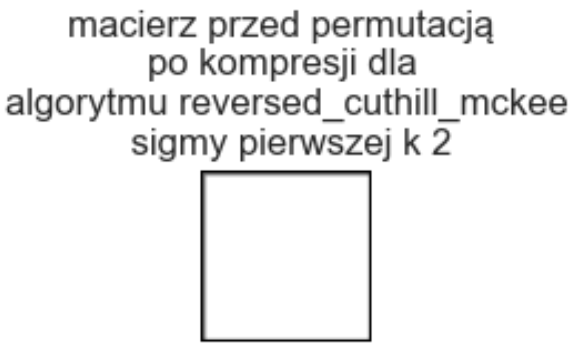 macierz przed permutacją
po kompresji dla
algorytmu reversed_cuthill_mckee
sigmy pierwszej k 2